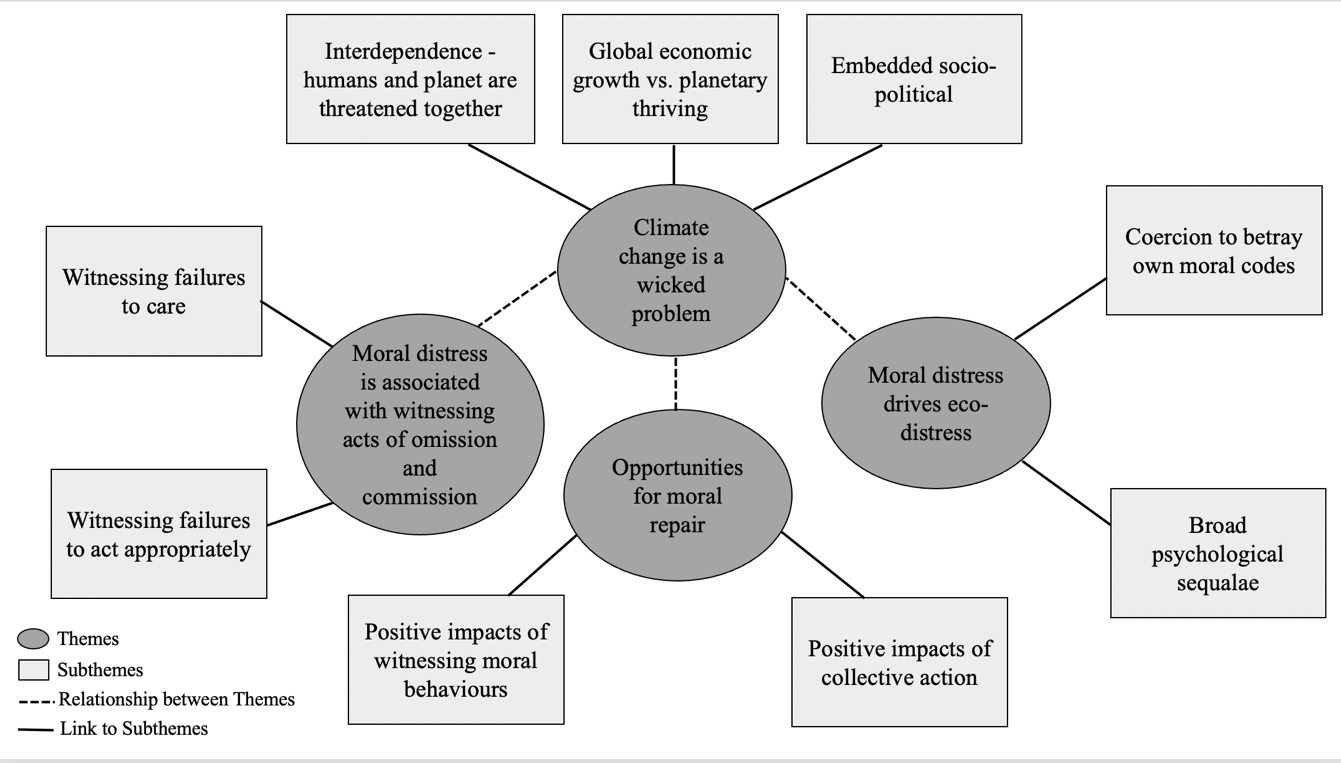 Interdependence -
humans and planet are
threatened together
Global economic
growth vs. planetary
thriving
Embedded socio-
political
Climate
change is a
wicked
problem
Coercion to betray
own moral codes
Witnessing failures
to care
Moral distress
is associated
with witnessing
acts of omission
and
commission
Moral distress
drives eco-
distress
Opportunities
for moral
repair
Witnessing failures
to act appropriately
Broad
psychological
sequalae
Positive impacts of
witnessing moral
behaviours
Positive impacts of
collective action
Themes
Subthemes
Relationship between Themes
Link to Subthemes